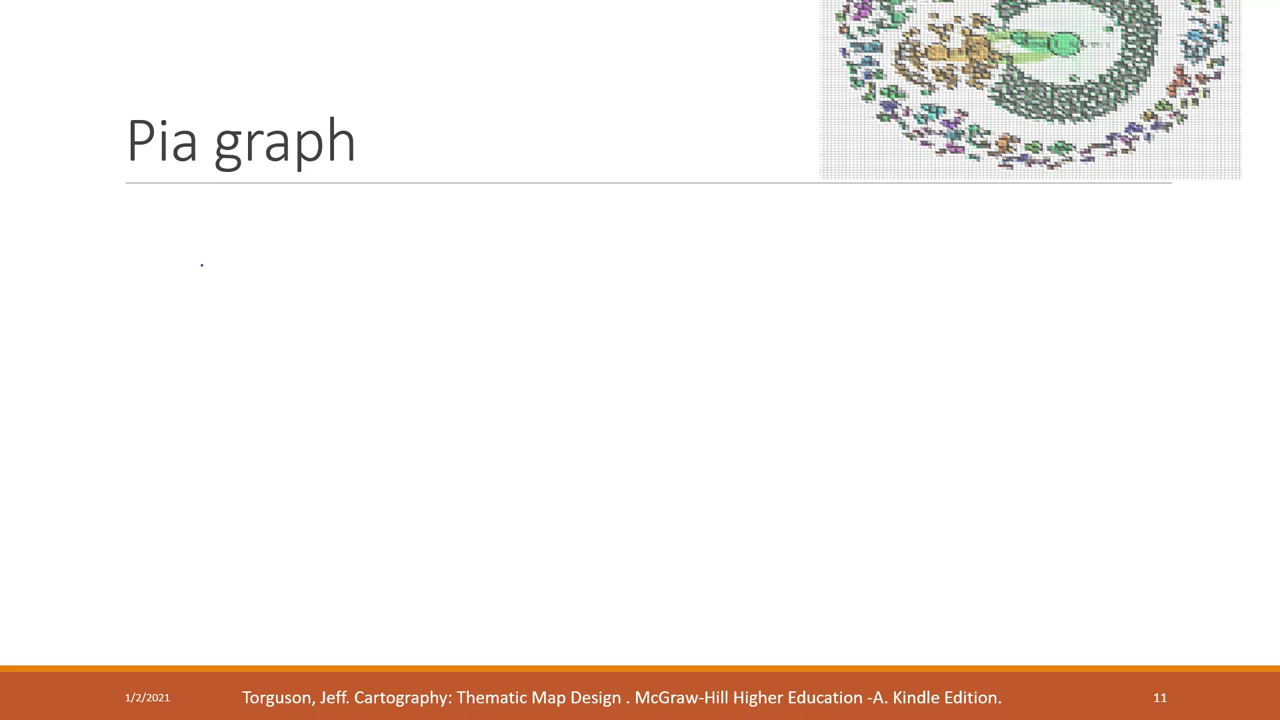 Pia graph
.
1/2/2021
Torguson, Jeff. Cartography: Thematic Map Design . McGraw-Hill Higher Education -A. Kindle Edition.
11